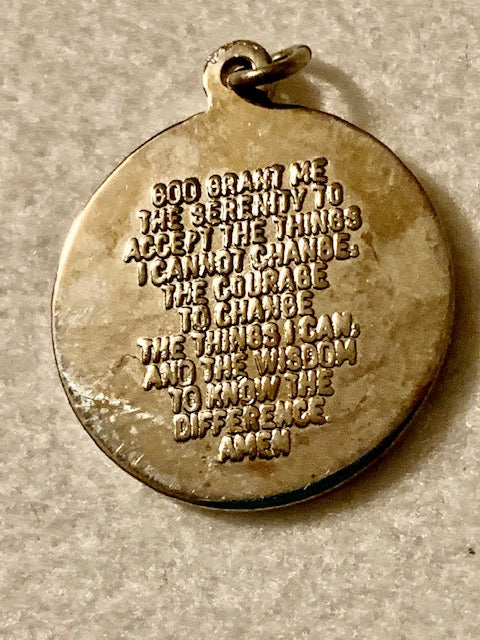 GOD GRANT ME
THE SERENITY TO
ACCEPT THE THINGS
I CANNOT CHANGE,
THE COURAGE
TO CHANGE
THE THINGS I CAN,
AND THE WISDOM
TO KNOW THE
DIFFERENCE
AMEN